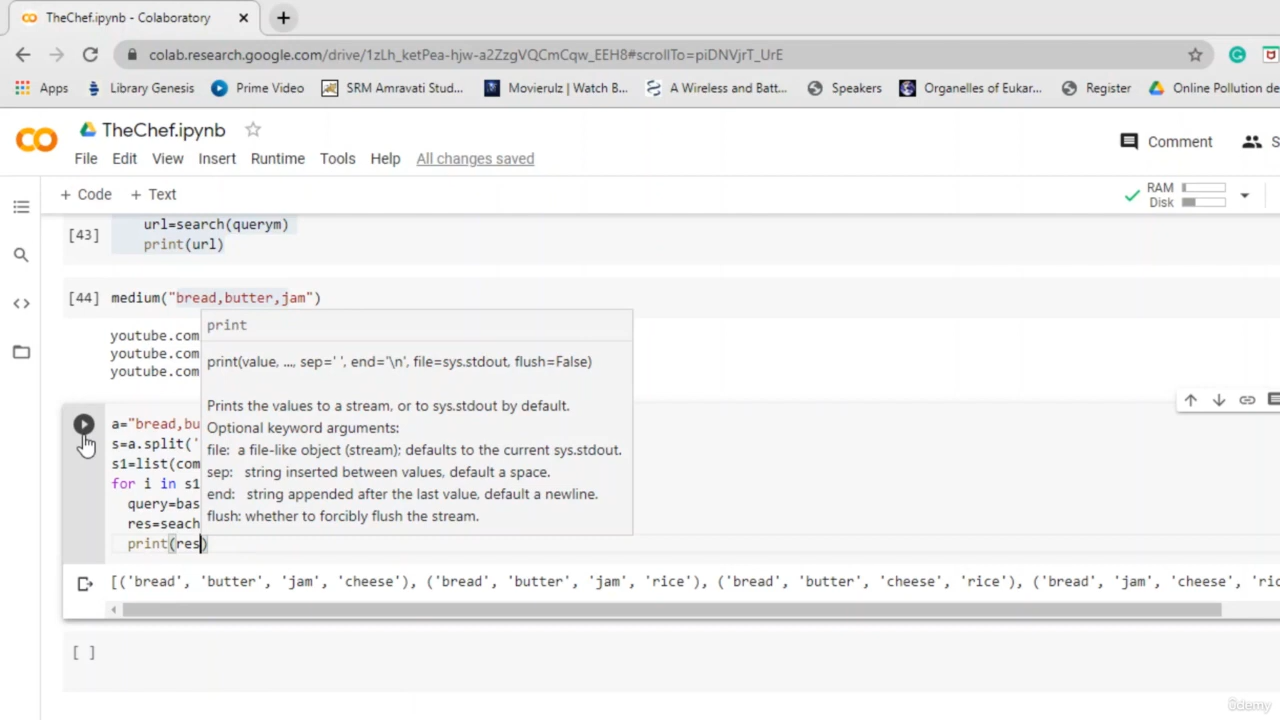 TheChef.ipynb - Colaboratory
colab.research.google.com/drive/1zLh_ketPea-hjw-a2ZzgVQCmCqw_EEH8#scrollTo=piDNVjrT_UrE
Apps Library Genesis Prime Video SRM Amravati Stud... Movierulz | Watch B... A Wireless and Batt... Speakers Organelles of Eukar... Register Online Pollution de
CO TheChef.ipynb
Comment S
File Edit View Insert Runtime Tools Help All changes saved
+ Code + Text
RAM
Disk
url=search(querym)
[43]
print(url)
[44] medium("bread,butter,jam")
print
youtube.com
youtube.com
youtube.com
print(value, ..., sep=' ', end='\n', file=sys.stdout, flush=False)
Prints the values to a stream, or to sys.stdout by default.
Optional keyword arguments:
file: a file-like object (stream); defaults to the current sys.stdout.
sep: string inserted between values, default a space.
end: string appended after the last value, default a newline.
flush: whether to forcibly flush the stream.
a="bread,bu
s=a.split('
s1=list(com
for i in s1
query=bas
res=seach
print(res)
[('bread', 'butter', 'jam', 'cheese'), ('bread', 'butter', 'jam', 'rice'), ('bread', 'butter', 'cheese', 'rice'), ('bread', 'jam', 'cheese', 'ric
[ ]
ûdemy